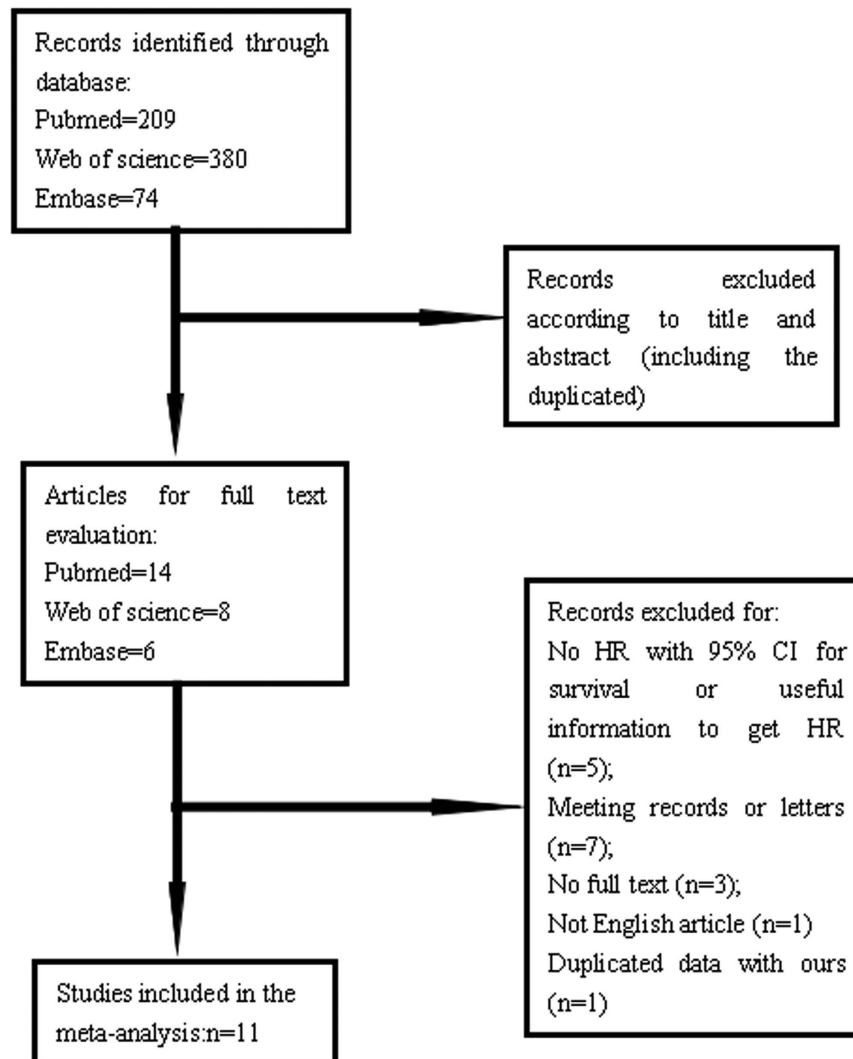 Records identified through
database:
Pubmed=209
Web of science=380
Embase=74
Records excluded
according to title and
abstract (including the
duplicated)
Articles for full text
evaluation:
Pubmed=14
Web of science=8
Embase=6
Records excluded for:
No HR with 95% CI for
survival or useful
information to get HR
(n=5);
Meeting records or letters
(n=7);
No full text (n=3);
Not English article (n=1)
Duplicated data with ours
(n=1)
Studies included in the
meta-analysis:n=11